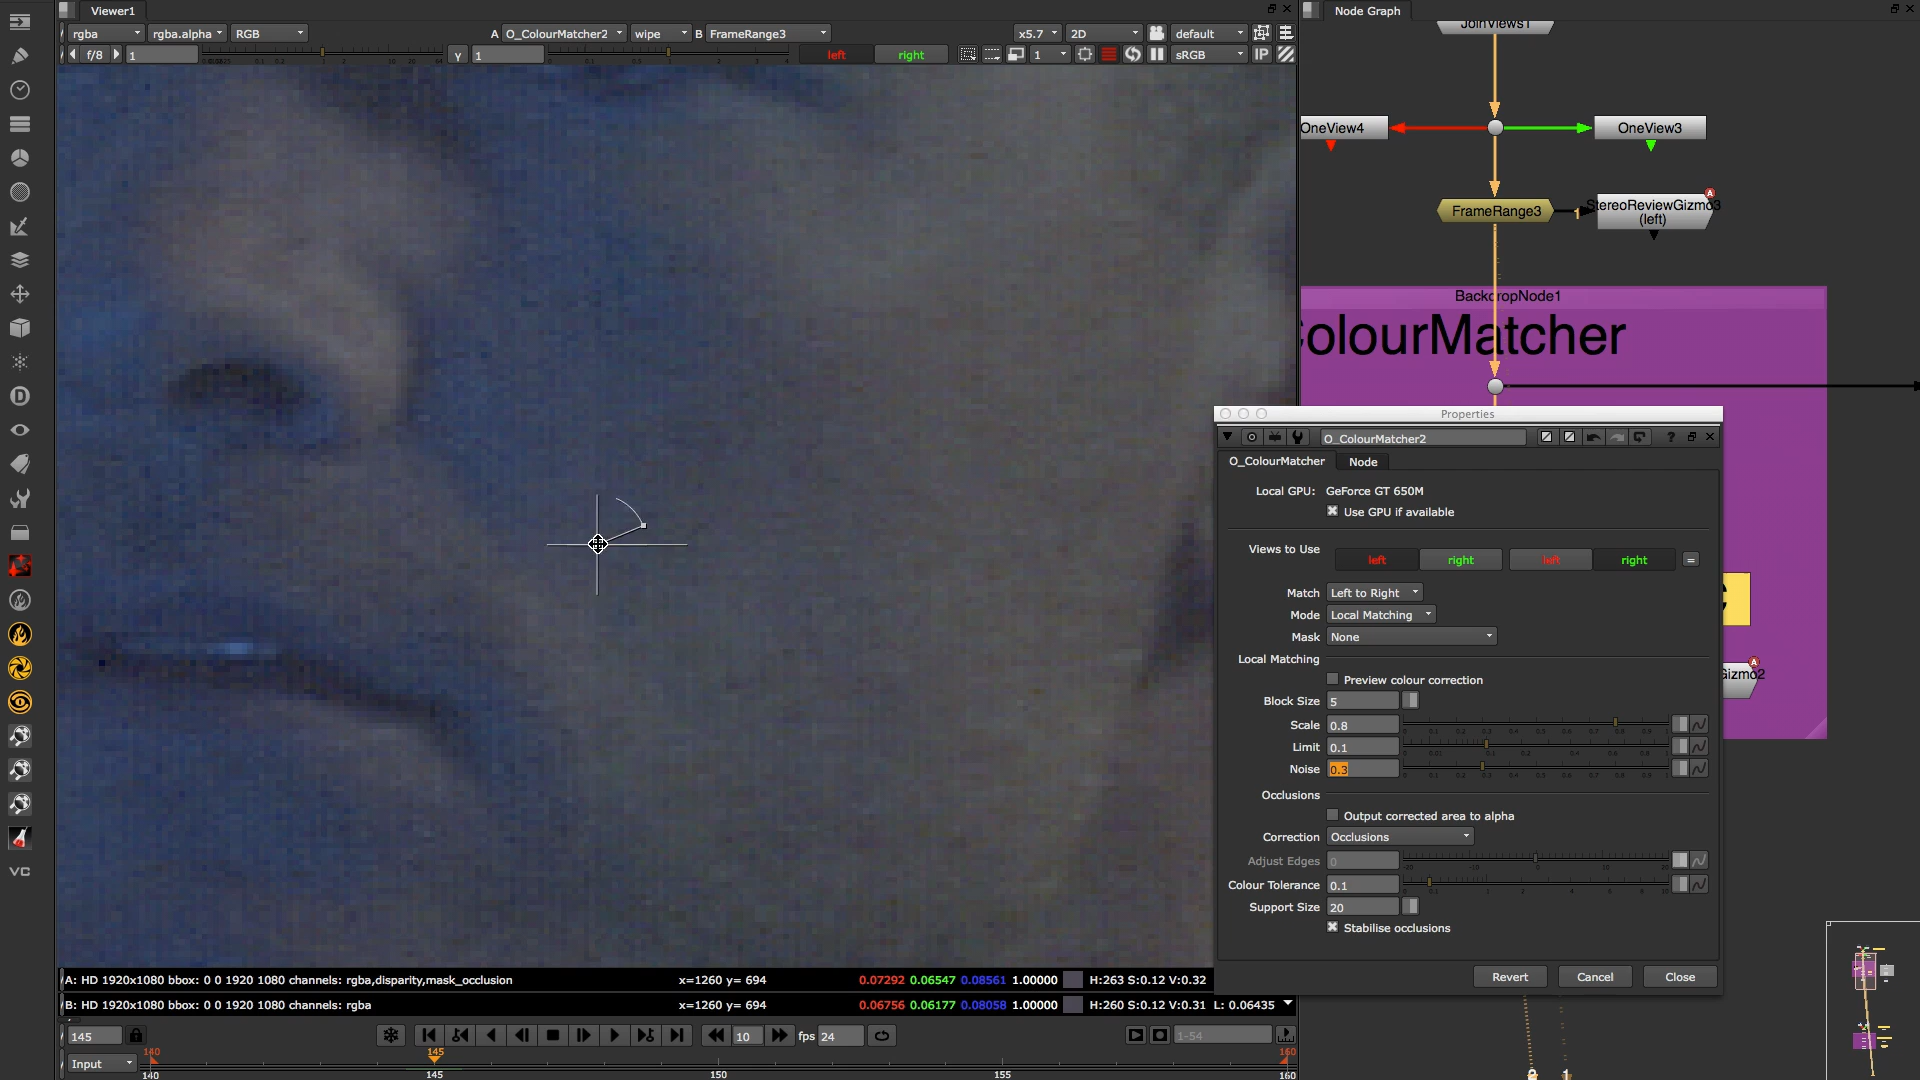 Viewer1
rgba rgba.alpha RGB A O_ColourMatcher2 wipe B FrameRange3 x5.7 2D default
f/8 1 y 1 left right 1 sRGB IP
Node Graph
JoinViews1
OneView4 OneView3
FrameRange3 1 StereoReviewGizmo3
(left)
A
BackdropNode1
ColourMatcher
Properties
O_ColourMatcher2 ?
O_ColourMatcher Node
Local GPU: GeForce GT 650M
Use GPU if available
Views to Use left right left right =
Match Left to Right
Mode Local Matching
Mask None
Local Matching
Preview colour correction
Block Size 5
Scale 0.8
Limit 0.1
Noise 0.3
Occlusions
Output corrected area to alpha
Correction Occlusions
Adjust Edges 0
Colour Tolerance 0.1
Support Size 20
Stabilise occlusions
Revert Cancel Close
A
Gizmo2
D
VC
A: HD 1920x1080 bbox: 0 0 1920 1080 channels: rgba,disparity,mask_occlusion x=1260 y= 694 0.07292 0.06547 0.08561 1.00000 H:263 S:0.12 V:0.32
B: HD 1920x1080 bbox: 0 0 1920 1080 channels: rgba x=1260 y= 694 0.06756 0.06177 0.08058 1.00000 H:260 S:0.12 V:0.31 L: 0.06435
145 10 fps 24 1-54
Input 140 145 160
140 145 150 155 160